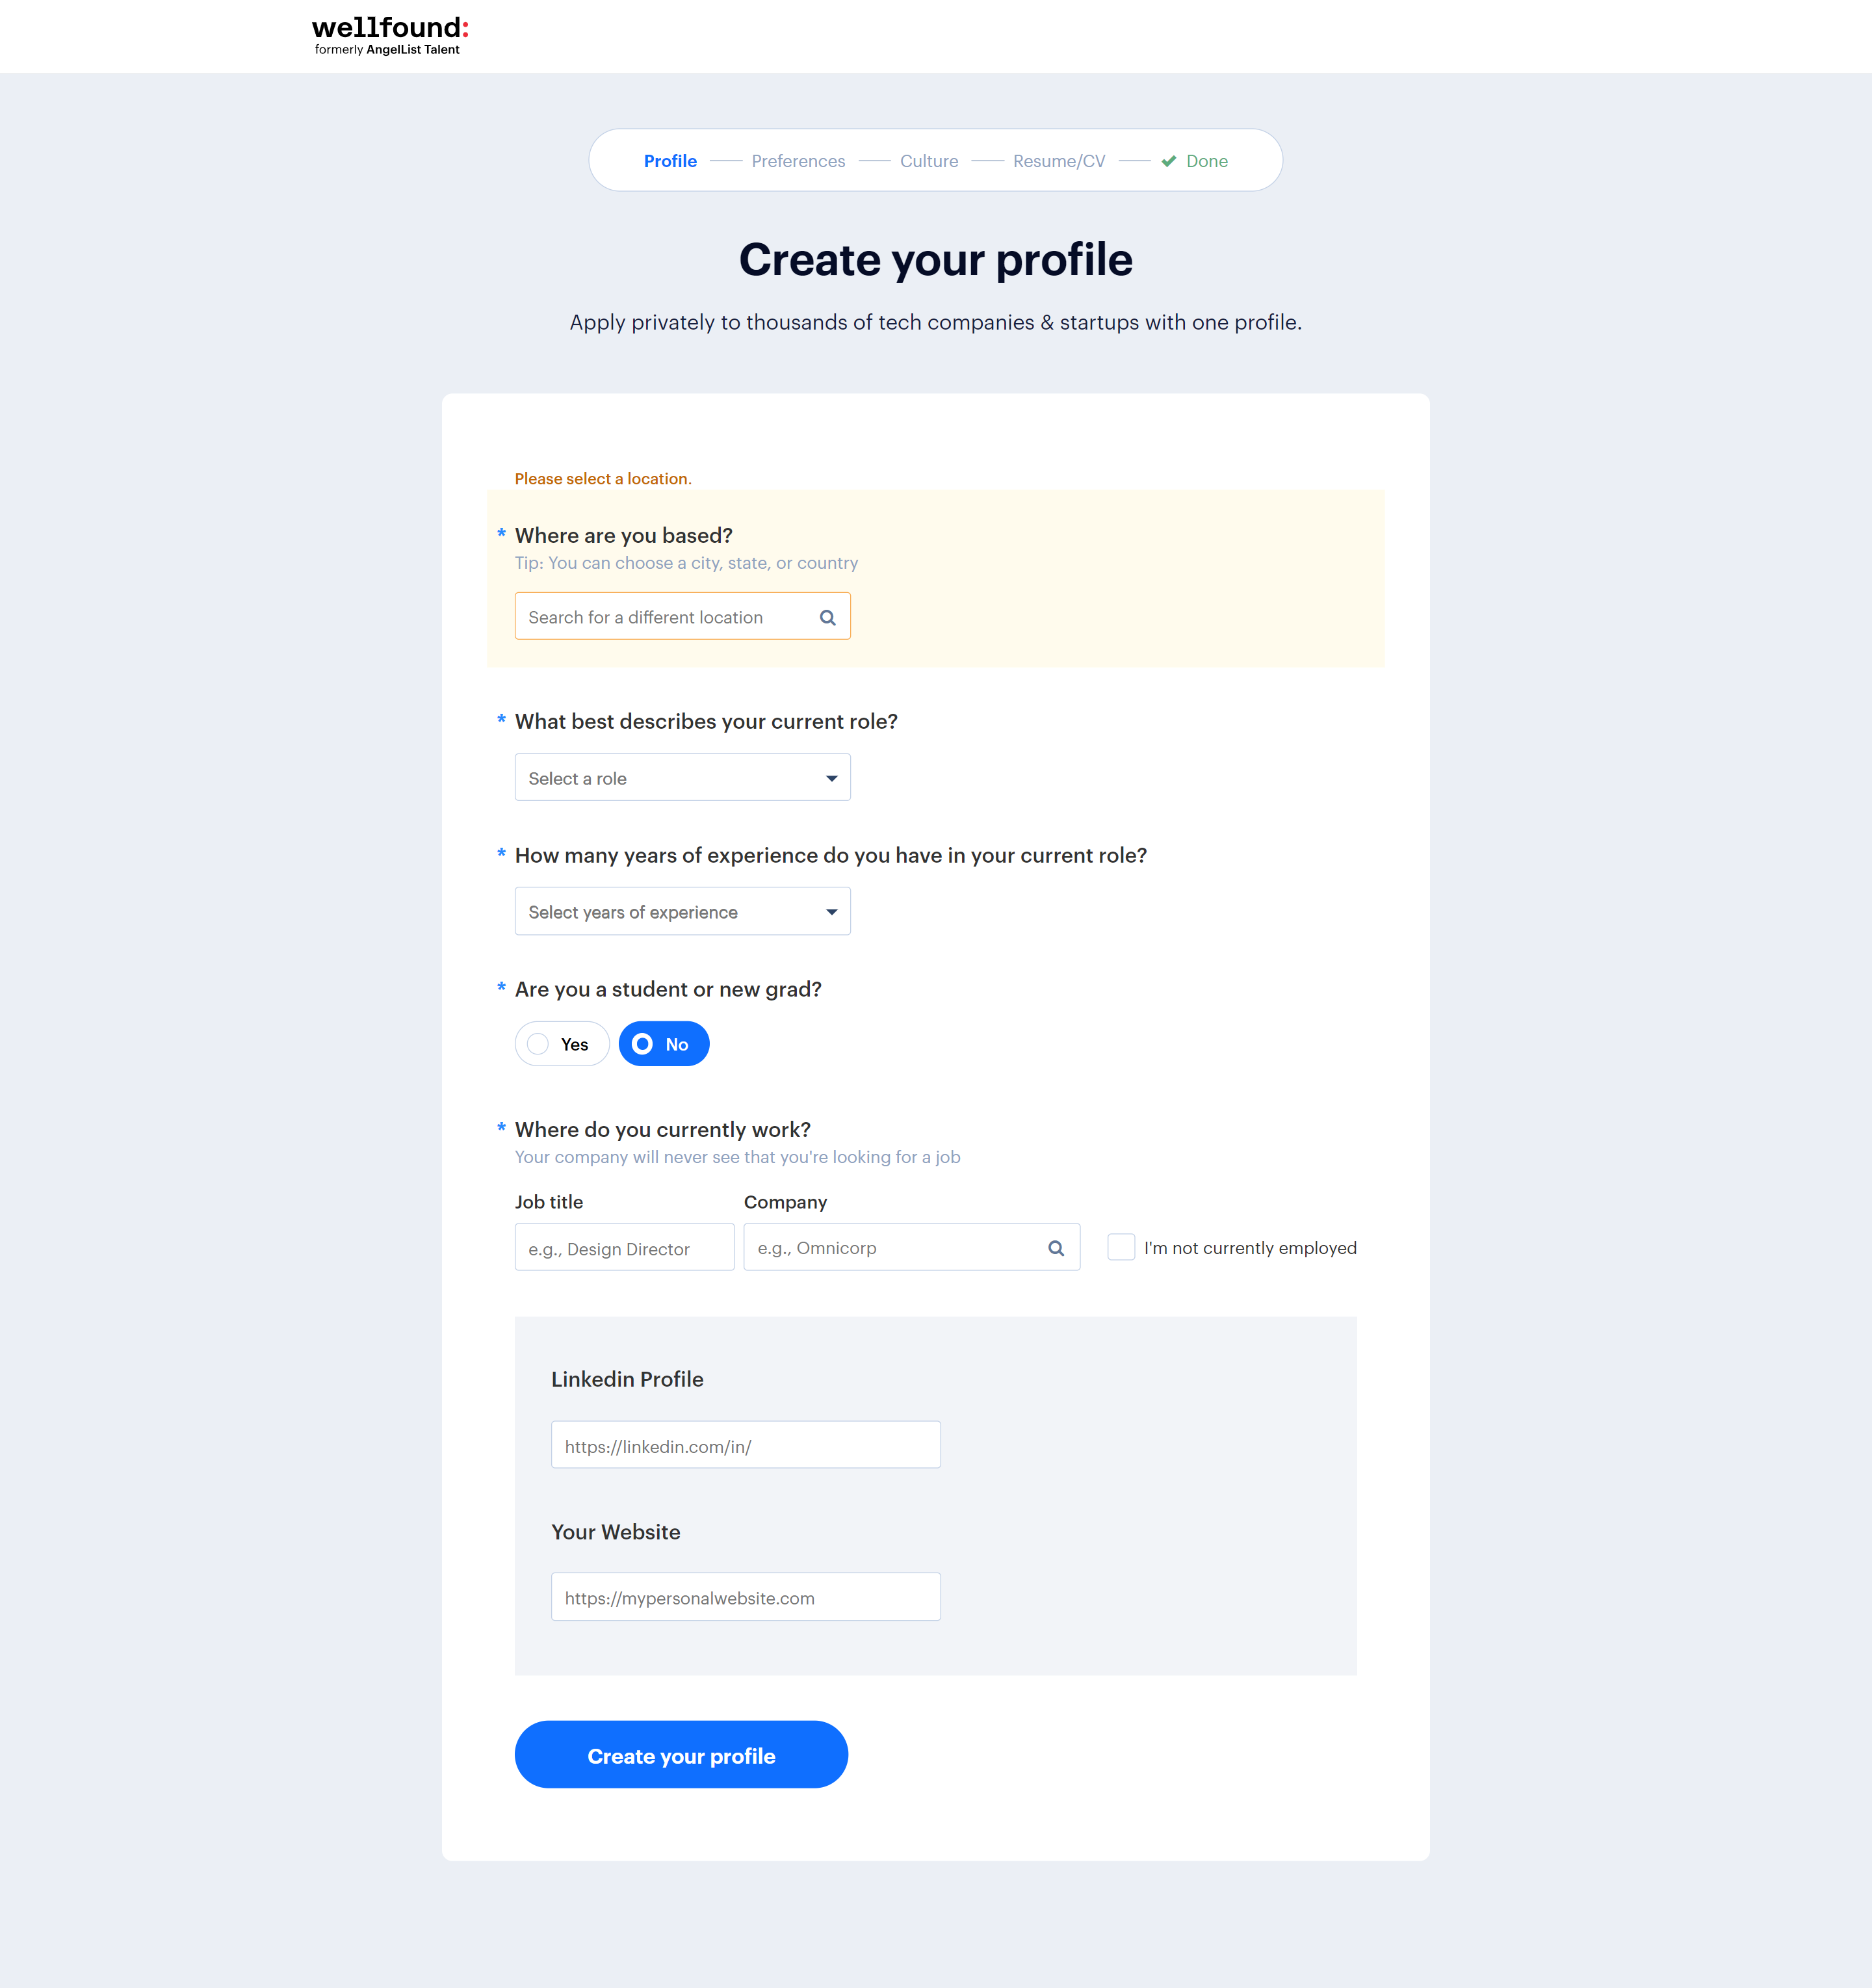 wellfound:
formerly AngelList Talent
Profile Preferences Culture Resume/CV Done
Create your profile
Apply privately to thousands of tech companies & startups with one profile.
Please select a location.
* Where are you based?
Tip: You can choose a city, state, or country
Search for a different location
* What best describes your current role?
Select a role
* How many years of experience do you have in your current role?
Select years of experience
* Are you a student or new grad?
Yes No
* Where do you currently work?
Your company will never see that you're looking for a job
Job title Company
e.g., Design Director e.g., Omnicorp I'm not currently employed
Linkedin Profile
https://linkedin.com/in/
Your Website
https://mypersonalwebsite.com
Create your profile